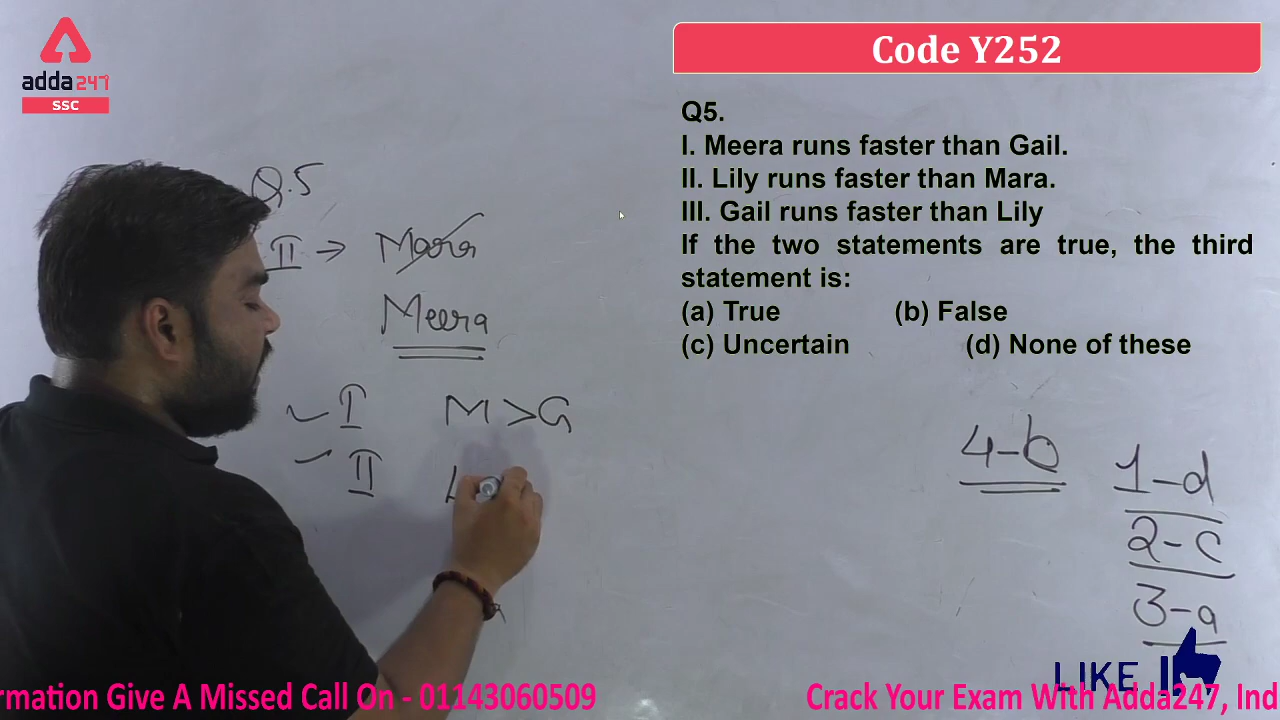 adda247
SSC
Code Y252
Q5.
I. Meera runs faster than Gail.
II. Lily runs faster than Mara.
III. Gail runs faster than Lily
If the two statements are true, the third
statement is:
(a) True (b) False
(c) Uncertain (d) None of these
Q.5
II → Mara
Meera
I M > G
II L
4-b
1-d
2-c
3-a
LIKE
rmation Give A Missed Call On - 01143060509 Crack Your Exam With Adda247, Ind